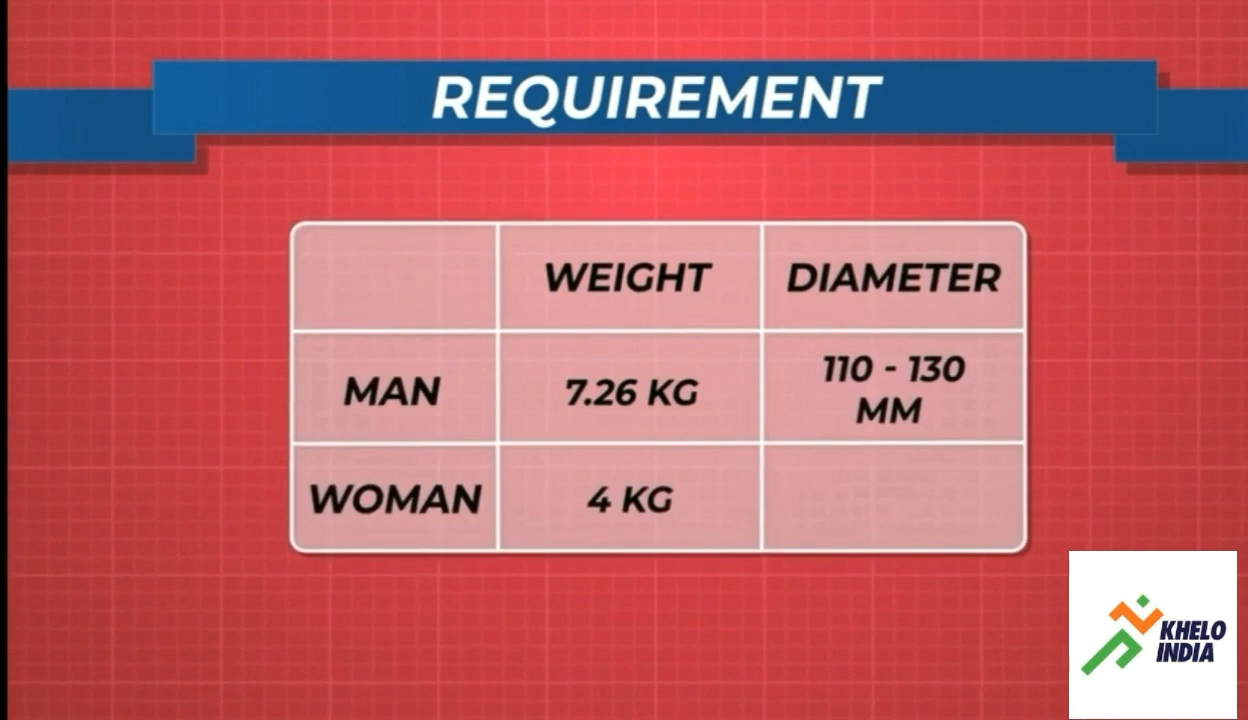 REQUIREMENT
WEIGHT DIAMETER
MAN 7.26 KG 110 - 130 MM
WOMAN 4 KG
KHELO
INDIA